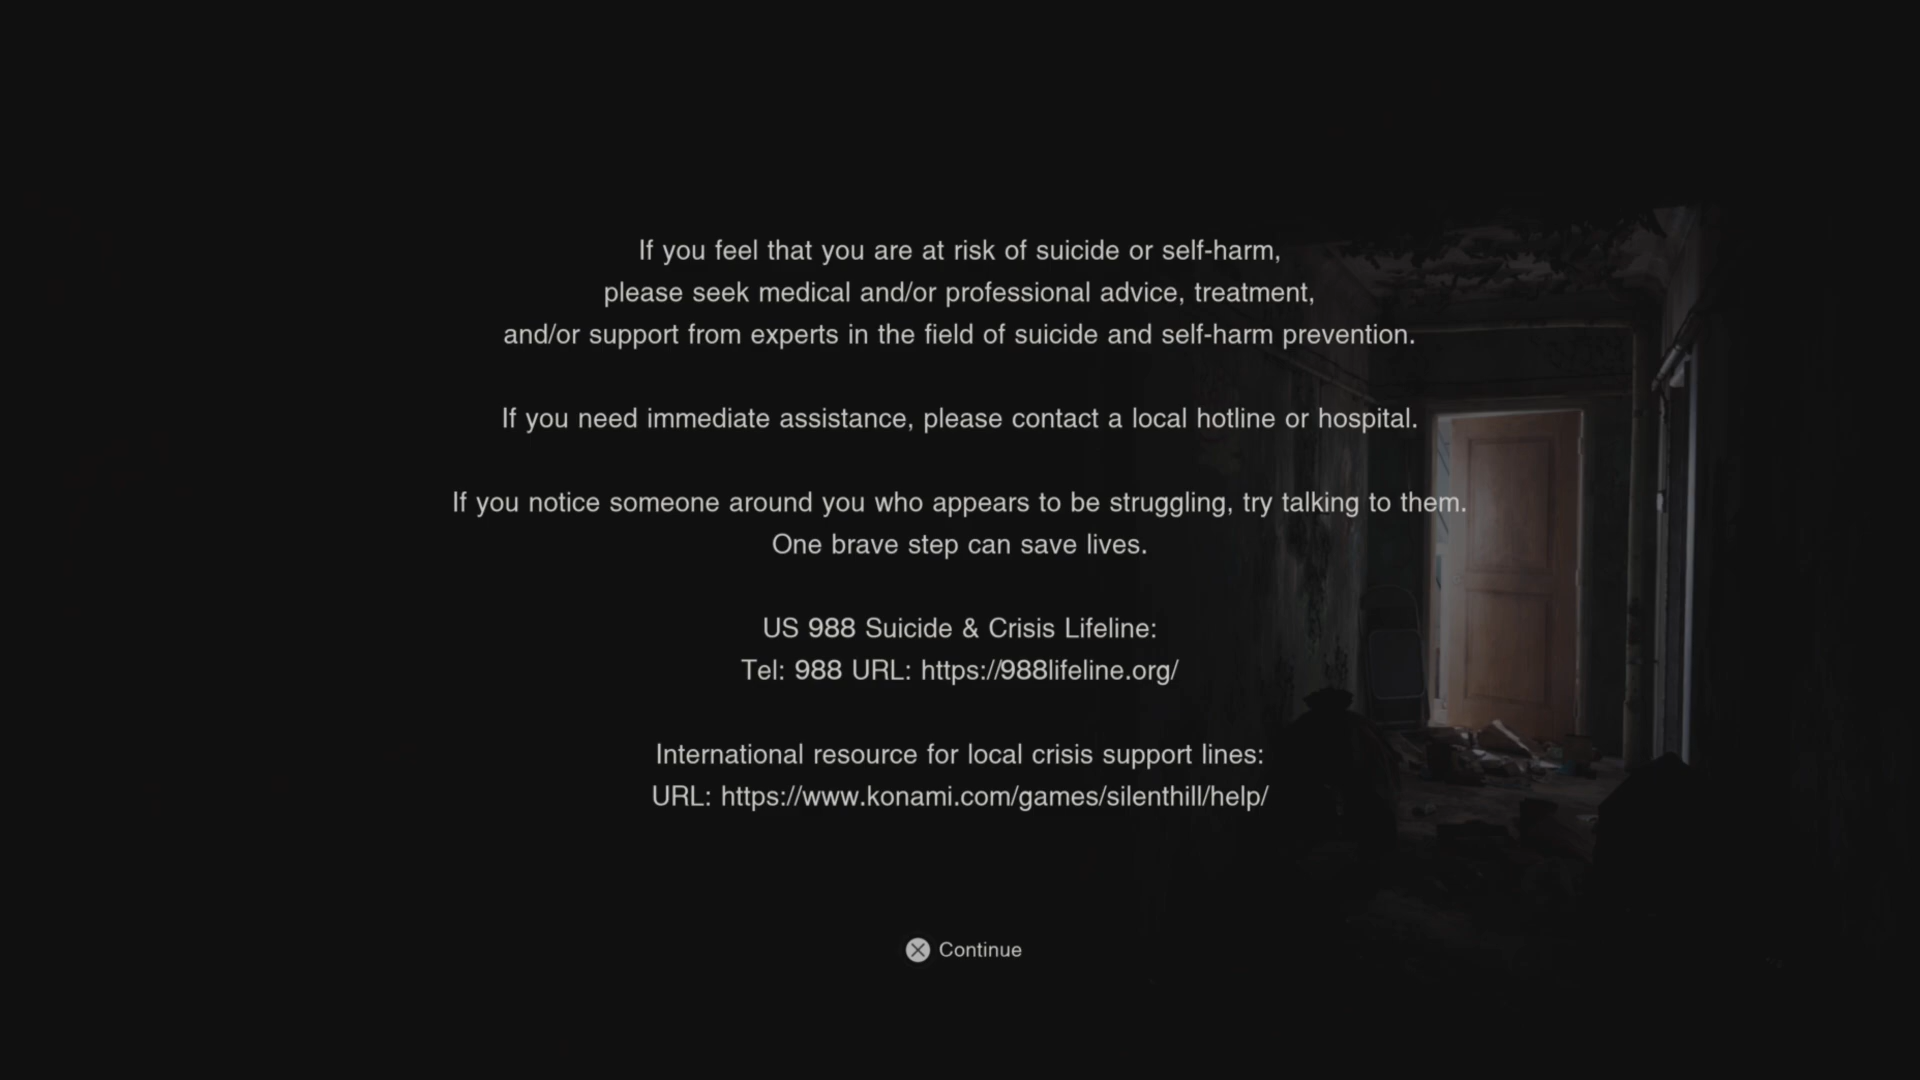 If you feel that you are at risk of suicide or self-harm,
please seek medical and/or professional advice, treatment,
and/or support from experts in the field of suicide and self-harm prevention.
If you need immediate assistance, please contact a local hotline or hospital.
If you notice someone around you who appears to be struggling, try talking to them.
One brave step can save lives.
US 988 Suicide & Crisis Lifeline:
Tel: 988 URL: https://988lifeline.org/
International resource for local crisis support lines:
URL: https://www.konami.com/games/silenthill/help/
Continue